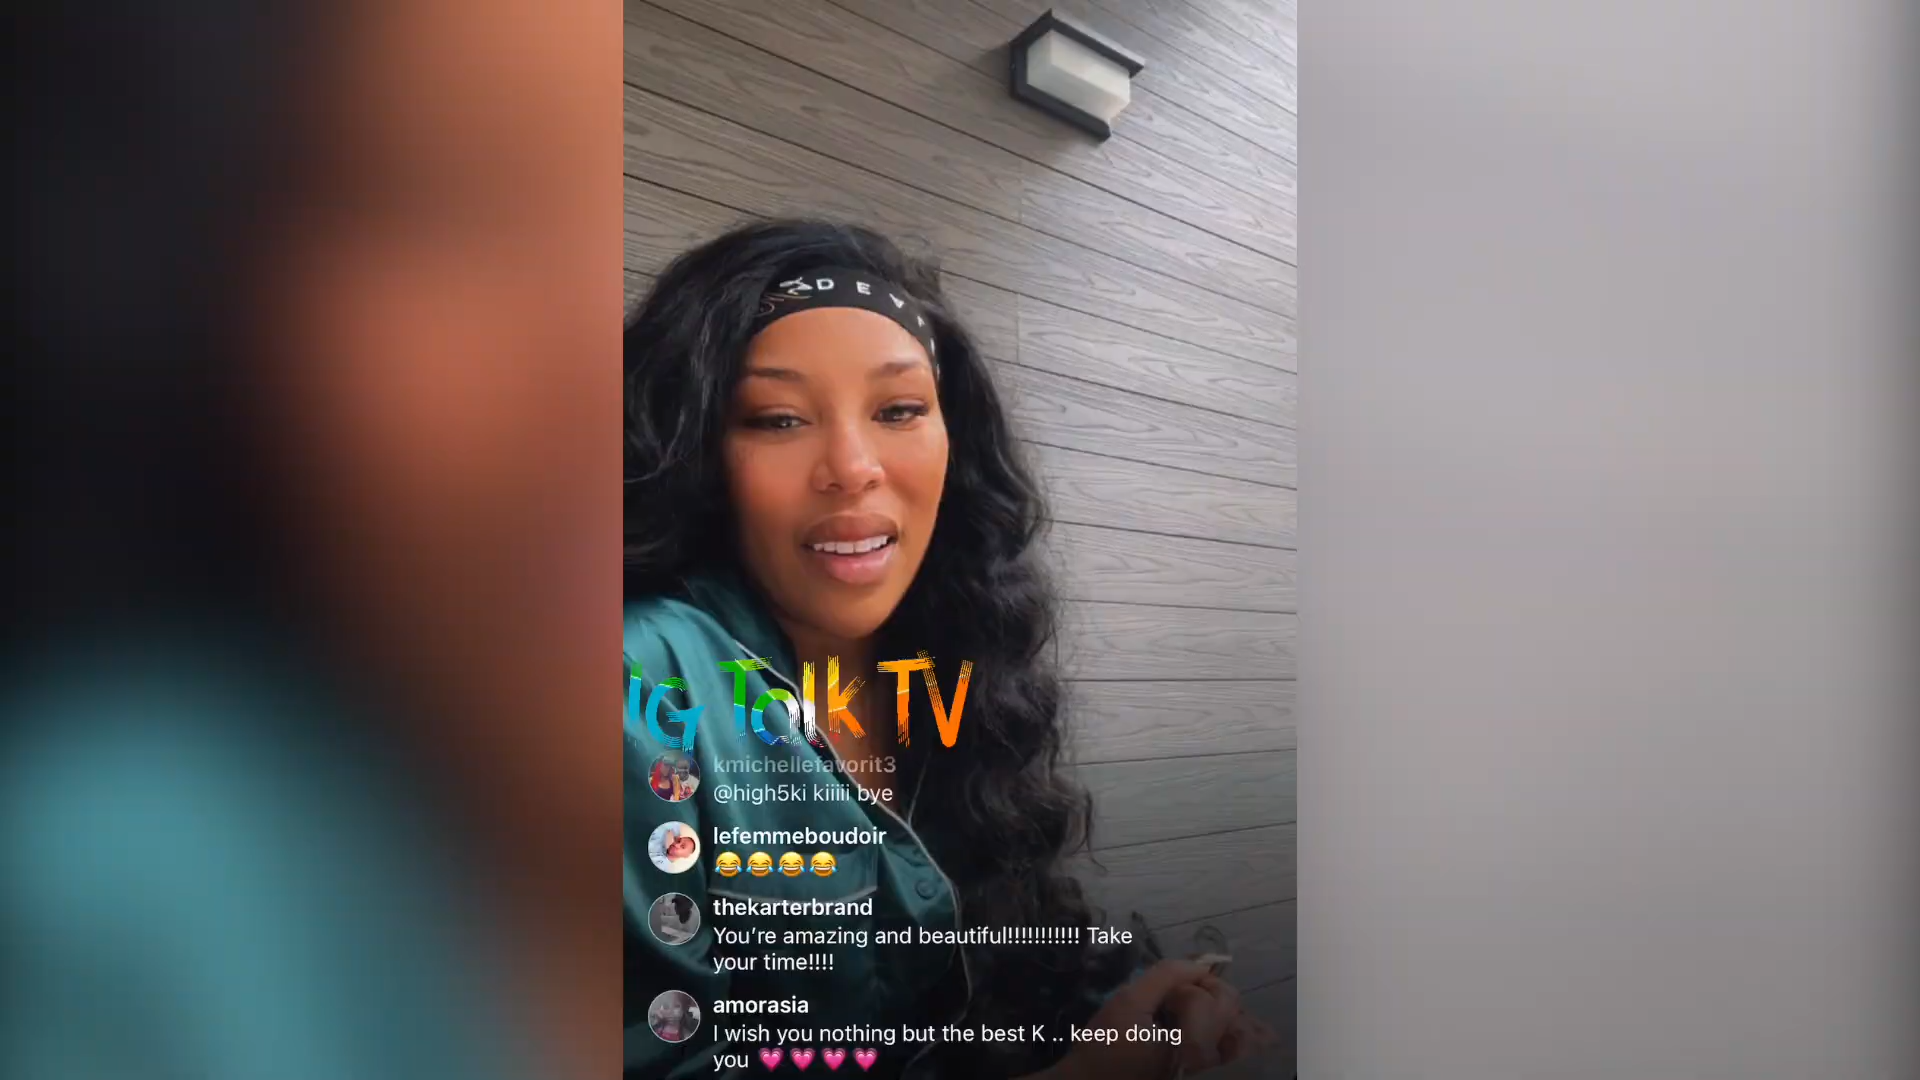 D E V
IG Talk TV
kmichellefavorit3
@high5ki kiiiii bye
lefemmeboudoir
😂😂😂😂
thekarterbrand
You’re amazing and beautiful!!!!!!!!!!! Take
your time!!!!
amorasia
I wish you nothing but the best K .. keep doing
you 💗💗💗💗